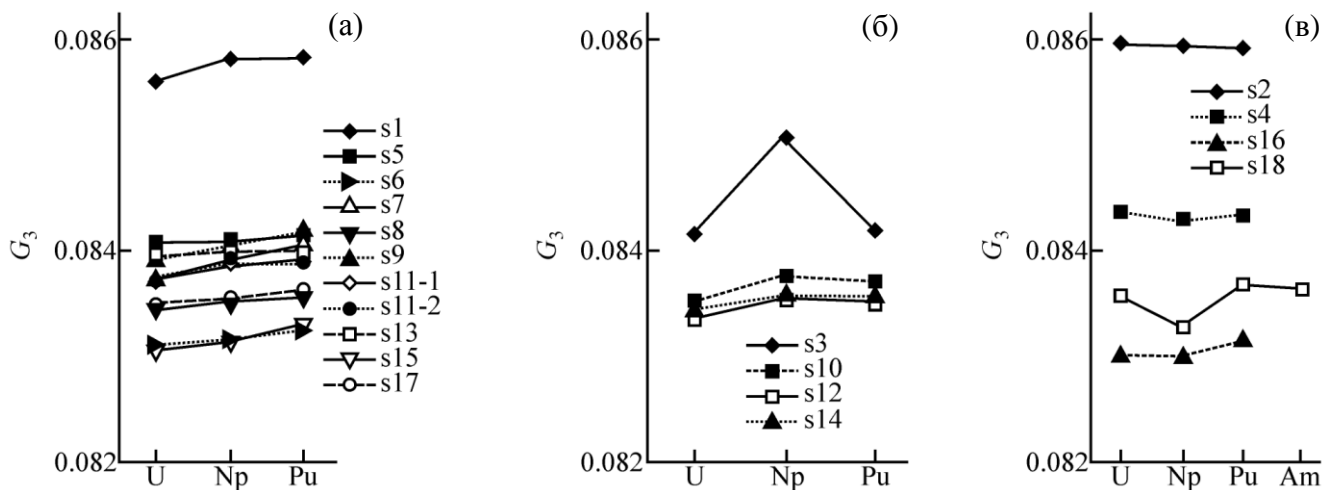 (а)
0.086
0.084
0.082
G3
U Np Pu
s1
s5
s6
s7
s8
s9
s11-1
s11-2
s13
s15
s17
(б)
0.086
0.084
0.082
G3
U Np Pu
s3
s10
s12
s14
(в)
0.086
0.084
0.082
G3
U Np Pu Am
s2
s4
s16
s18